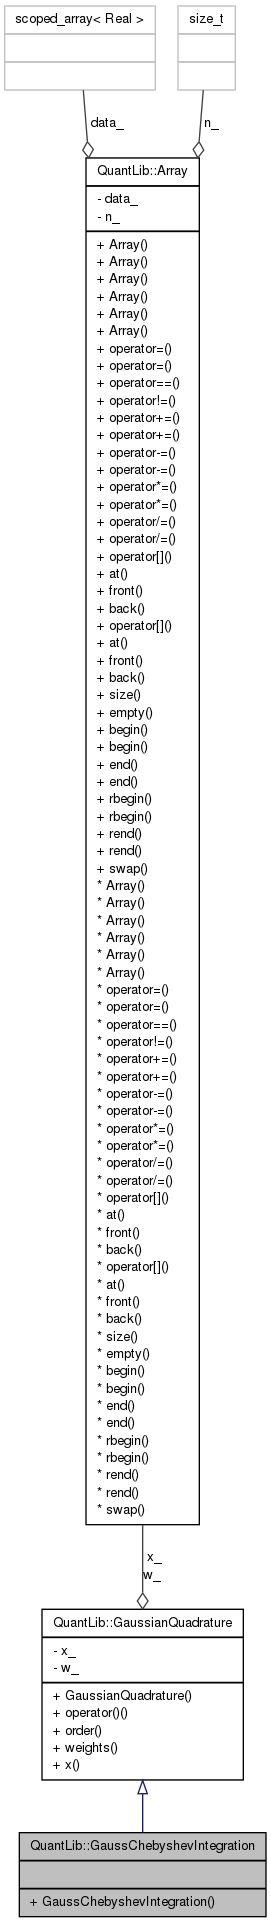 scoped_array< Real >
size_t
data_
n_
QuantLib::Array
- data_
- n_
+ Array()
+ Array()
+ Array()
+ Array()
+ Array()
+ Array()
+ operator=()
+ operator=()
+ operator==()
+ operator!=()
+ operator+=()
+ operator+=()
+ operator-=()
+ operator-=()
+ operator*=()
+ operator*=()
+ operator/=()
+ operator/=()
+ operator[]()
+ at()
+ front()
+ back()
+ operator[]()
+ at()
+ front()
+ back()
+ size()
+ empty()
+ begin()
+ begin()
+ end()
+ end()
+ rbegin()
+ rbegin()
+ rend()
+ rend()
+ swap()
* Array()
* Array()
* Array()
* Array()
* Array()
* Array()
* operator=()
* operator=()
* operator==()
* operator!=()
* operator+=()
* operator+=()
* operator-=()
* operator-=()
* operator*=()
* operator*=()
* operator/=()
* operator/=()
* operator[]()
* at()
* front()
* back()
* operator[]()
* at()
* front()
* back()
* size()
* empty()
* begin()
* begin()
* end()
* end()
* rbegin()
* rbegin()
* rend()
* rend()
* swap()
x_
w_
QuantLib::GaussianQuadrature
- x_
- w_
+ GaussianQuadrature()
+ operator()()
+ order()
+ weights()
+ x()
QuantLib::GaussChebyshevIntegration
+ GaussChebyshevIntegration()